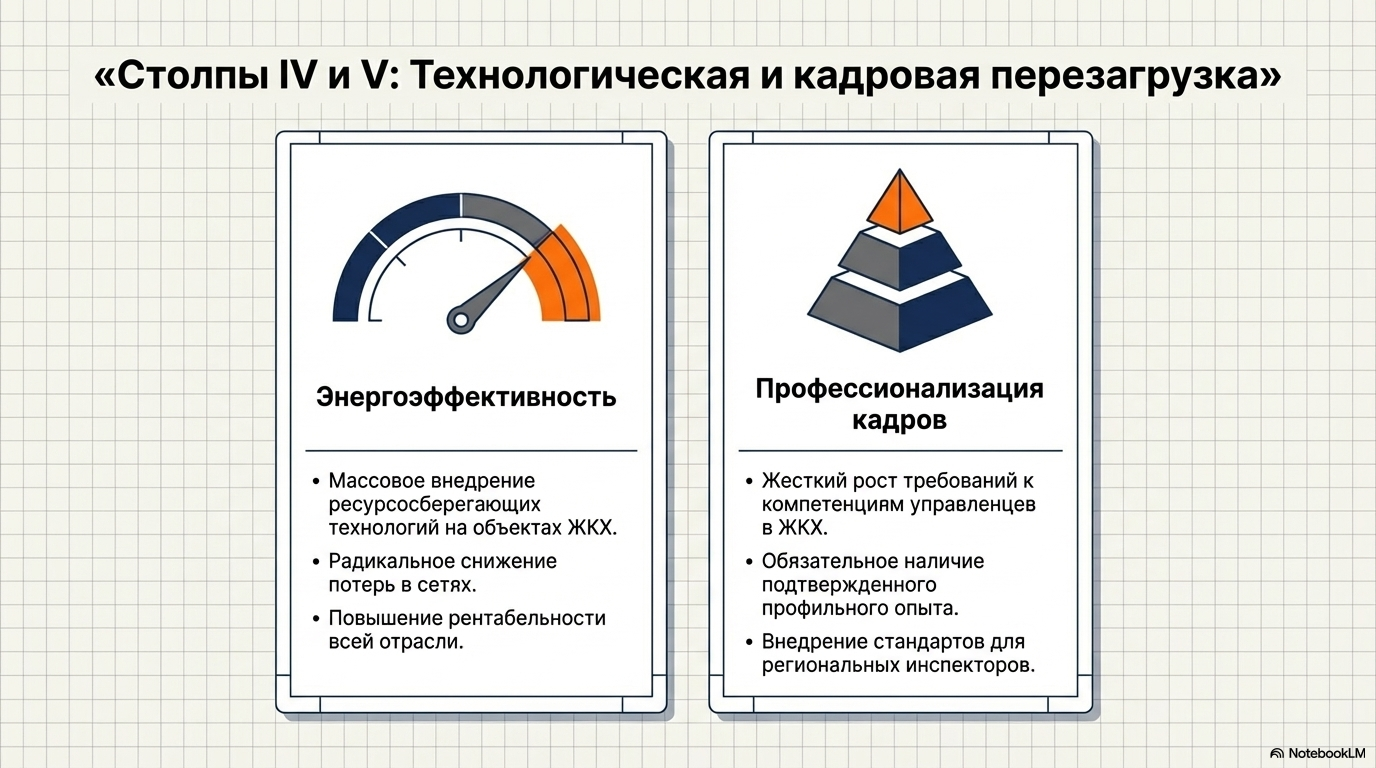 «Столпы IV и V: Технологическая и кадровая перезагрузка»
Энергоэффективность
• Массовое внедрение
ресурсосберегающих
технологий на объектах ЖКХ.
• Радикальное снижение
потерь в сетях.
• Повышение рентабельности
всей отрасли.
Профессионализация
кадров
• Жесткий рост требований к
компетенциям управленцев
в ЖКХ.
• Обязательное наличие
подтвержденного
профильного опыта.
• Внедрение стандартов для
региональных инспекторов.
NotebookLM